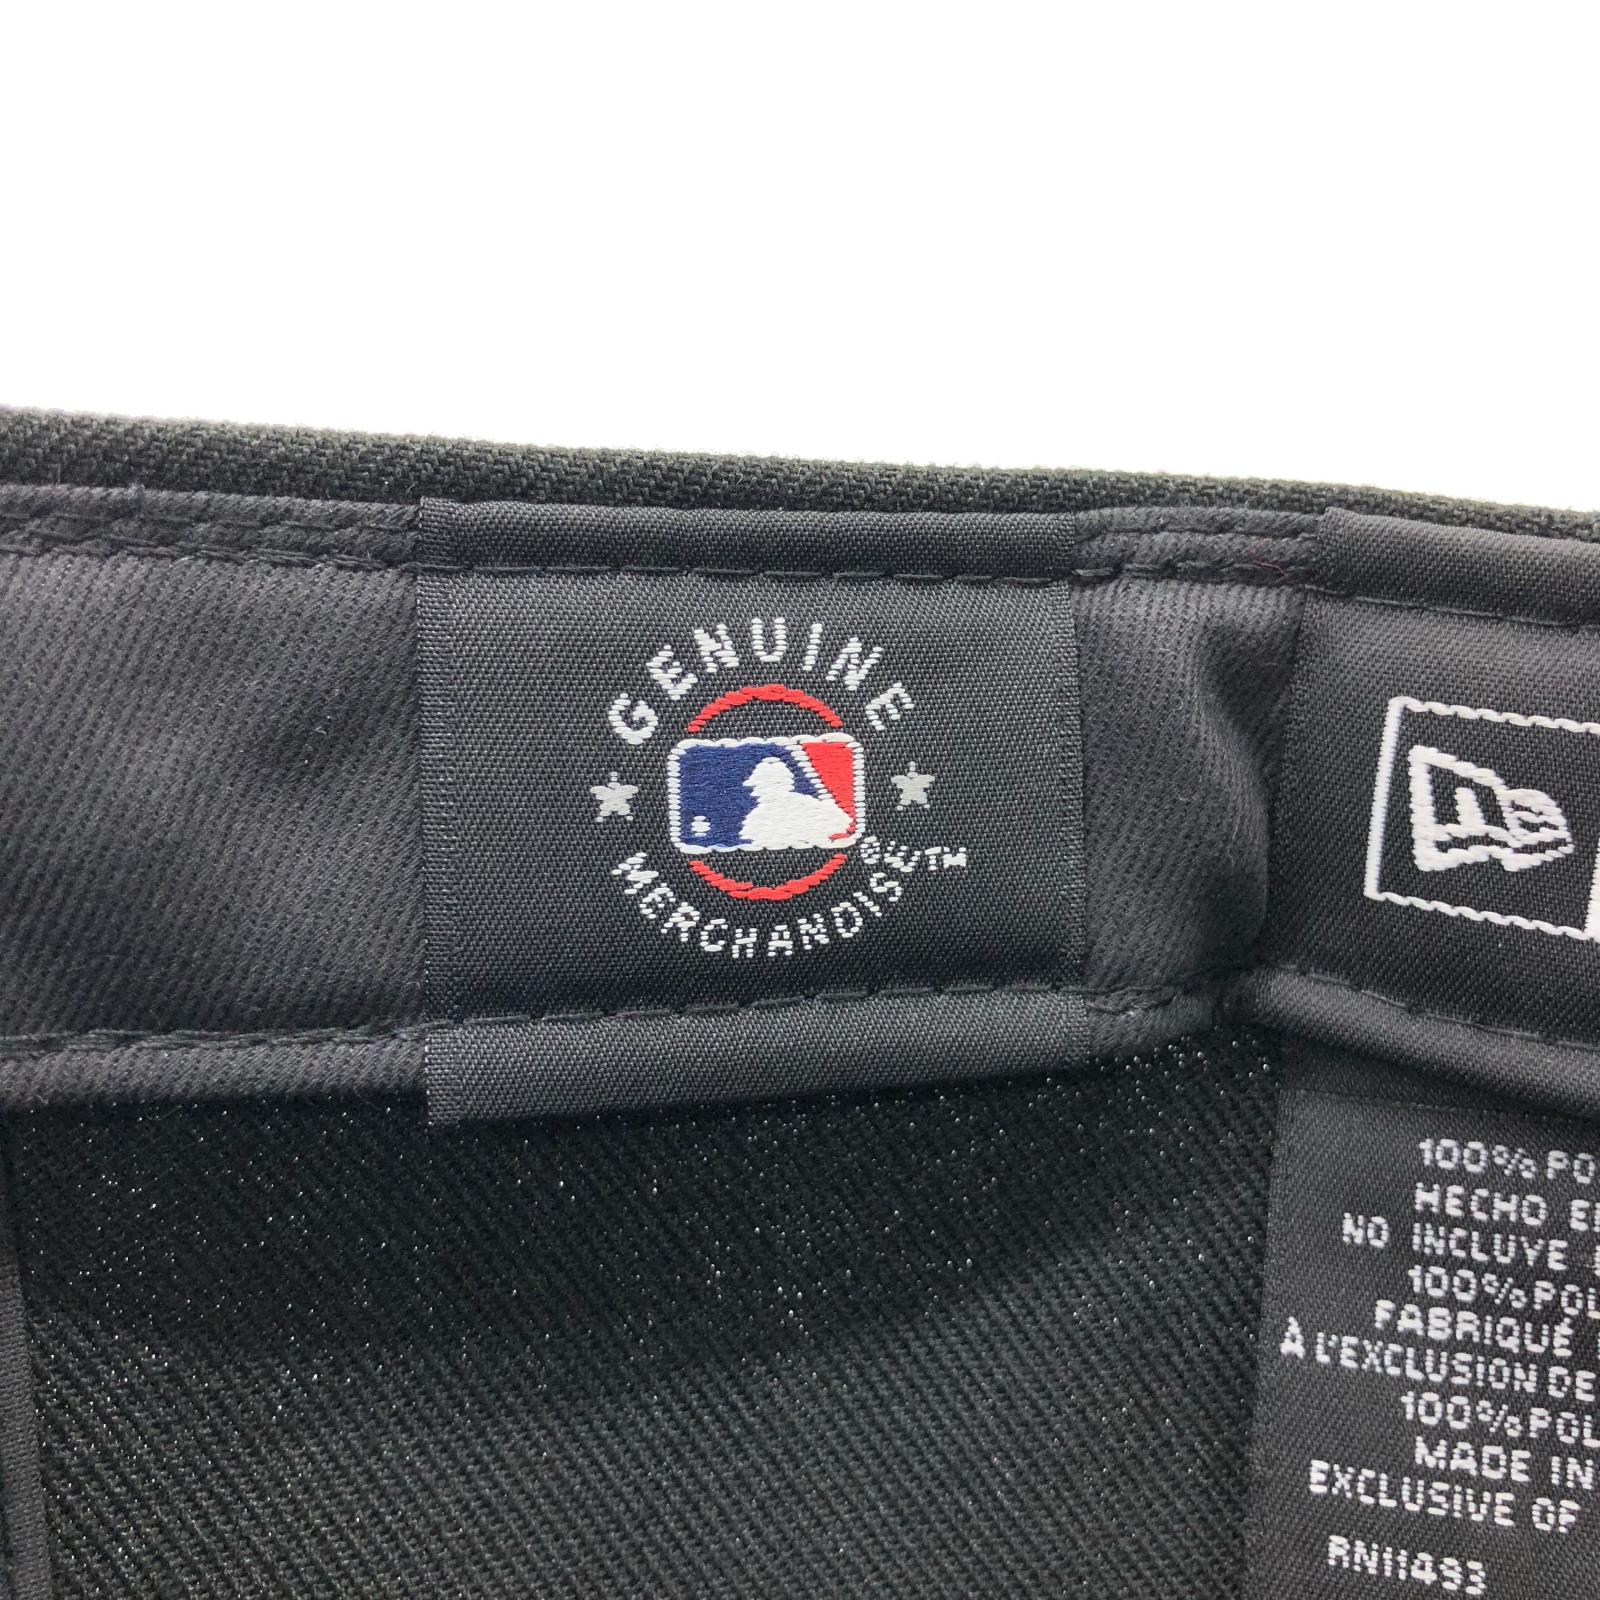 GENUINE
MERCHANDISE TM
100% PO
HECHO E
NO INCLUYE
100% POL
FABRIQUÉ
À L'EXCLUSION DE
100% POL
MADE IN
EXCLUSIVE OF
RN11493